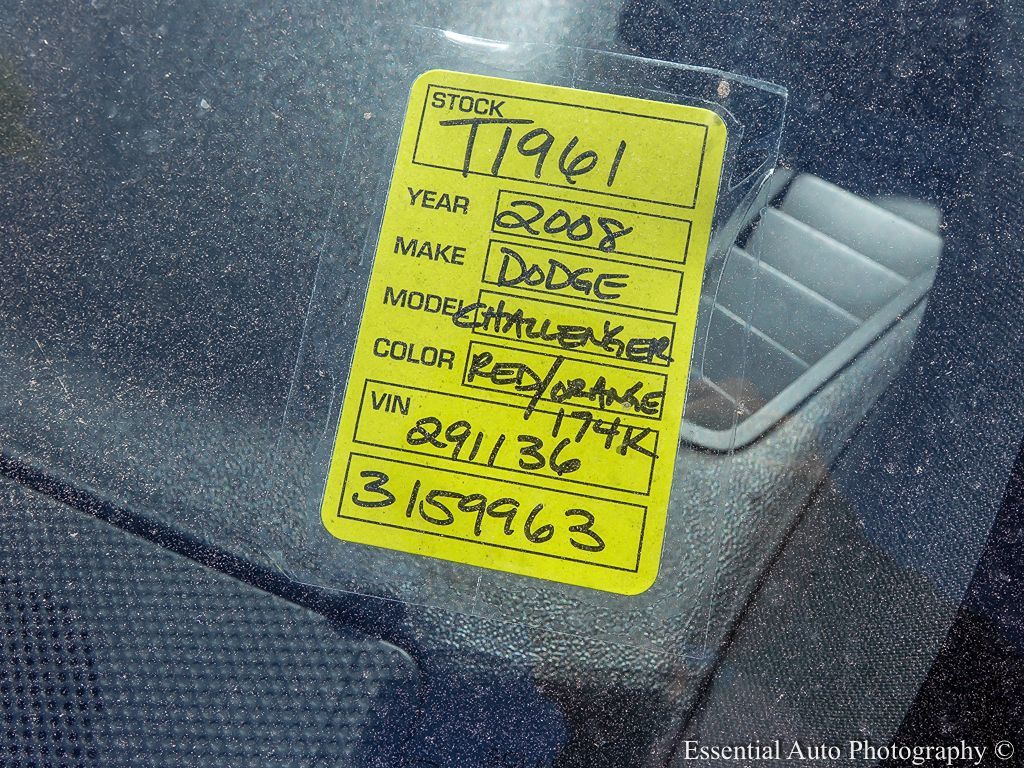 STOCK
T1961
YEAR 2008
MAKE DODGE
MODEL CHALLENGER
COLOR RED/ORANGE
174K
VIN 291136
3159963
Essential Auto Photography ©